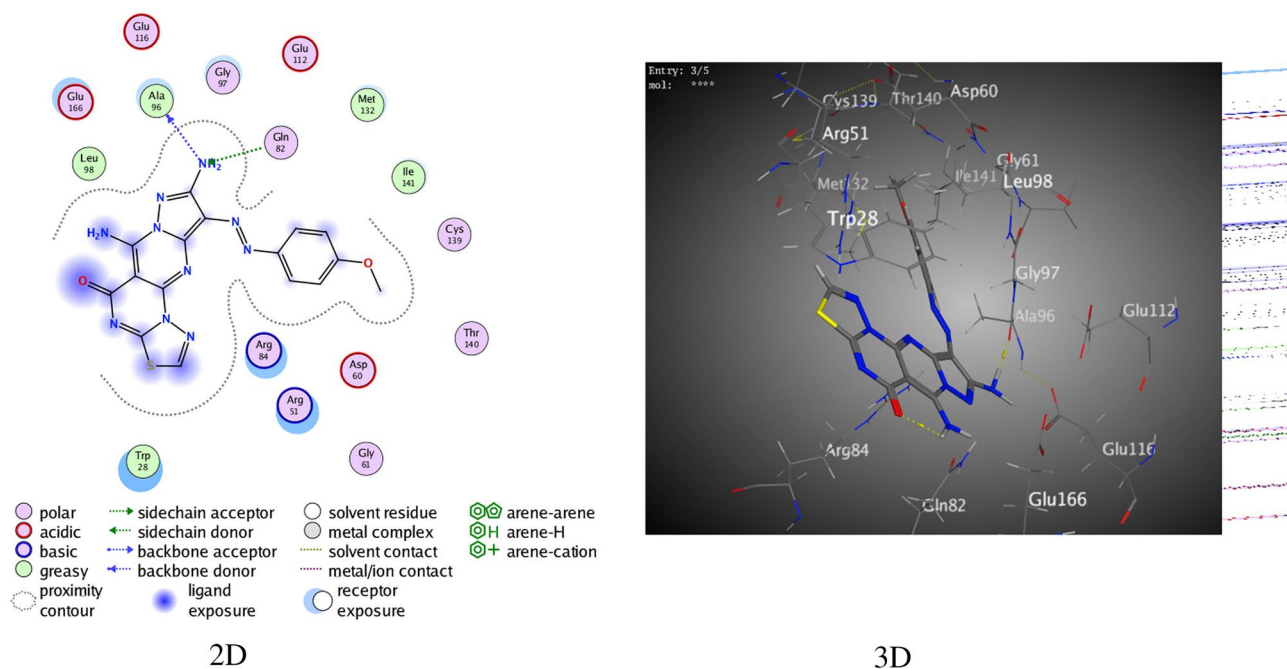 Glu
116
Glu
112
Gly
97
Ala
96
Glu
166
Met
132
Gln
82
Leu
98
NH2
Ile
141
N
N
N
H2N
N
Cys
139
N
O
O
N
N
N
N
S
Thr
140
Arg
84
Asp
60
Arg
51
Trp
28
Gly
61
polar
acidic
basic
greasy
proximity
contour
sidechain acceptor
sidechain donor
backbone acceptor
backbone donor
ligand
exposure
solvent residue
metal complex
solvent contact
metal/ion contact
receptor
exposure
arene-arene
H arene-H
+ arene-cation
2D
Entry: 3/5
mol: ****
Cys139
Thr140
Asp60
Arg51
Gly61
Met132
Ile141
Leu98
Trp28
Gly97
Ala96
Glu112
Arg84
Glu116
Gln82
Glu166
3D